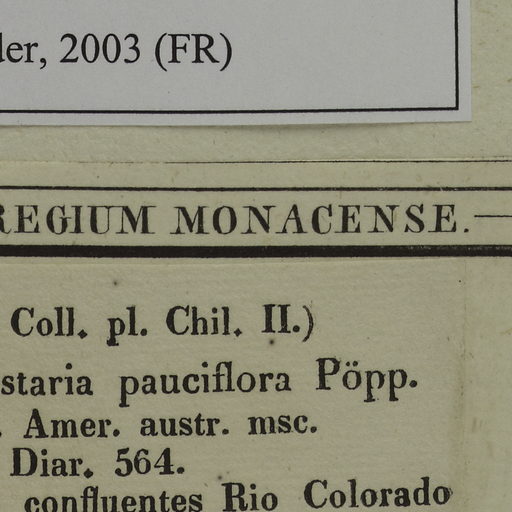 der, 2003 (FR)
REGIUM MONACENSE.
Coll. pl. Chil. II.)
staria pauciflora Pöpp.
. Amer. austr. msc.
Diar. 564.
confluentes Rio Colorado